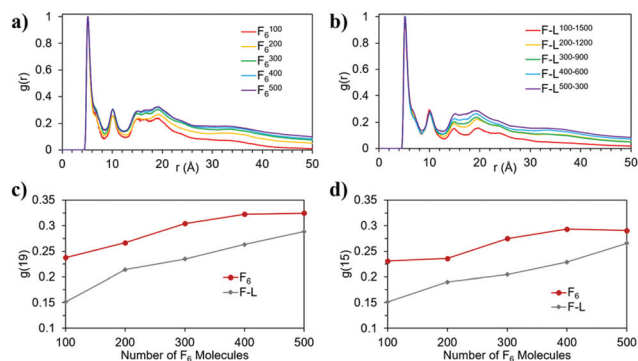 a)
g(r)
1
0.8
0.6
0.4
0.2
0
0 10 20 30 40 50
r (Å)
F₆¹⁰⁰
F₆²⁰⁰
F₆³⁰⁰
F₆⁴⁰⁰
F₆⁵⁰⁰
b)
g(r)
1
0.8
0.6
0.4
0.2
0
0 10 20 30 40 50
r (Å)
F-L¹⁰⁰⁻¹⁵⁰⁰
F-L²⁰⁰⁻¹²⁰⁰
F-L³⁰⁰⁻⁹⁰⁰
F-L⁴⁰⁰⁻⁶⁰⁰
F-L⁵⁰⁰⁻³⁰⁰
c)
g(19)
0.35
0.3
0.25
0.2
0.15
0.1
100 200 300 400 500
Number of F₆ Molecules
F₆
F-L
d)
g(15)
0.35
0.3
0.25
0.2
0.15
0.1
100 200 300 400 500
Number of F₆ Molecules
F₆
F-L